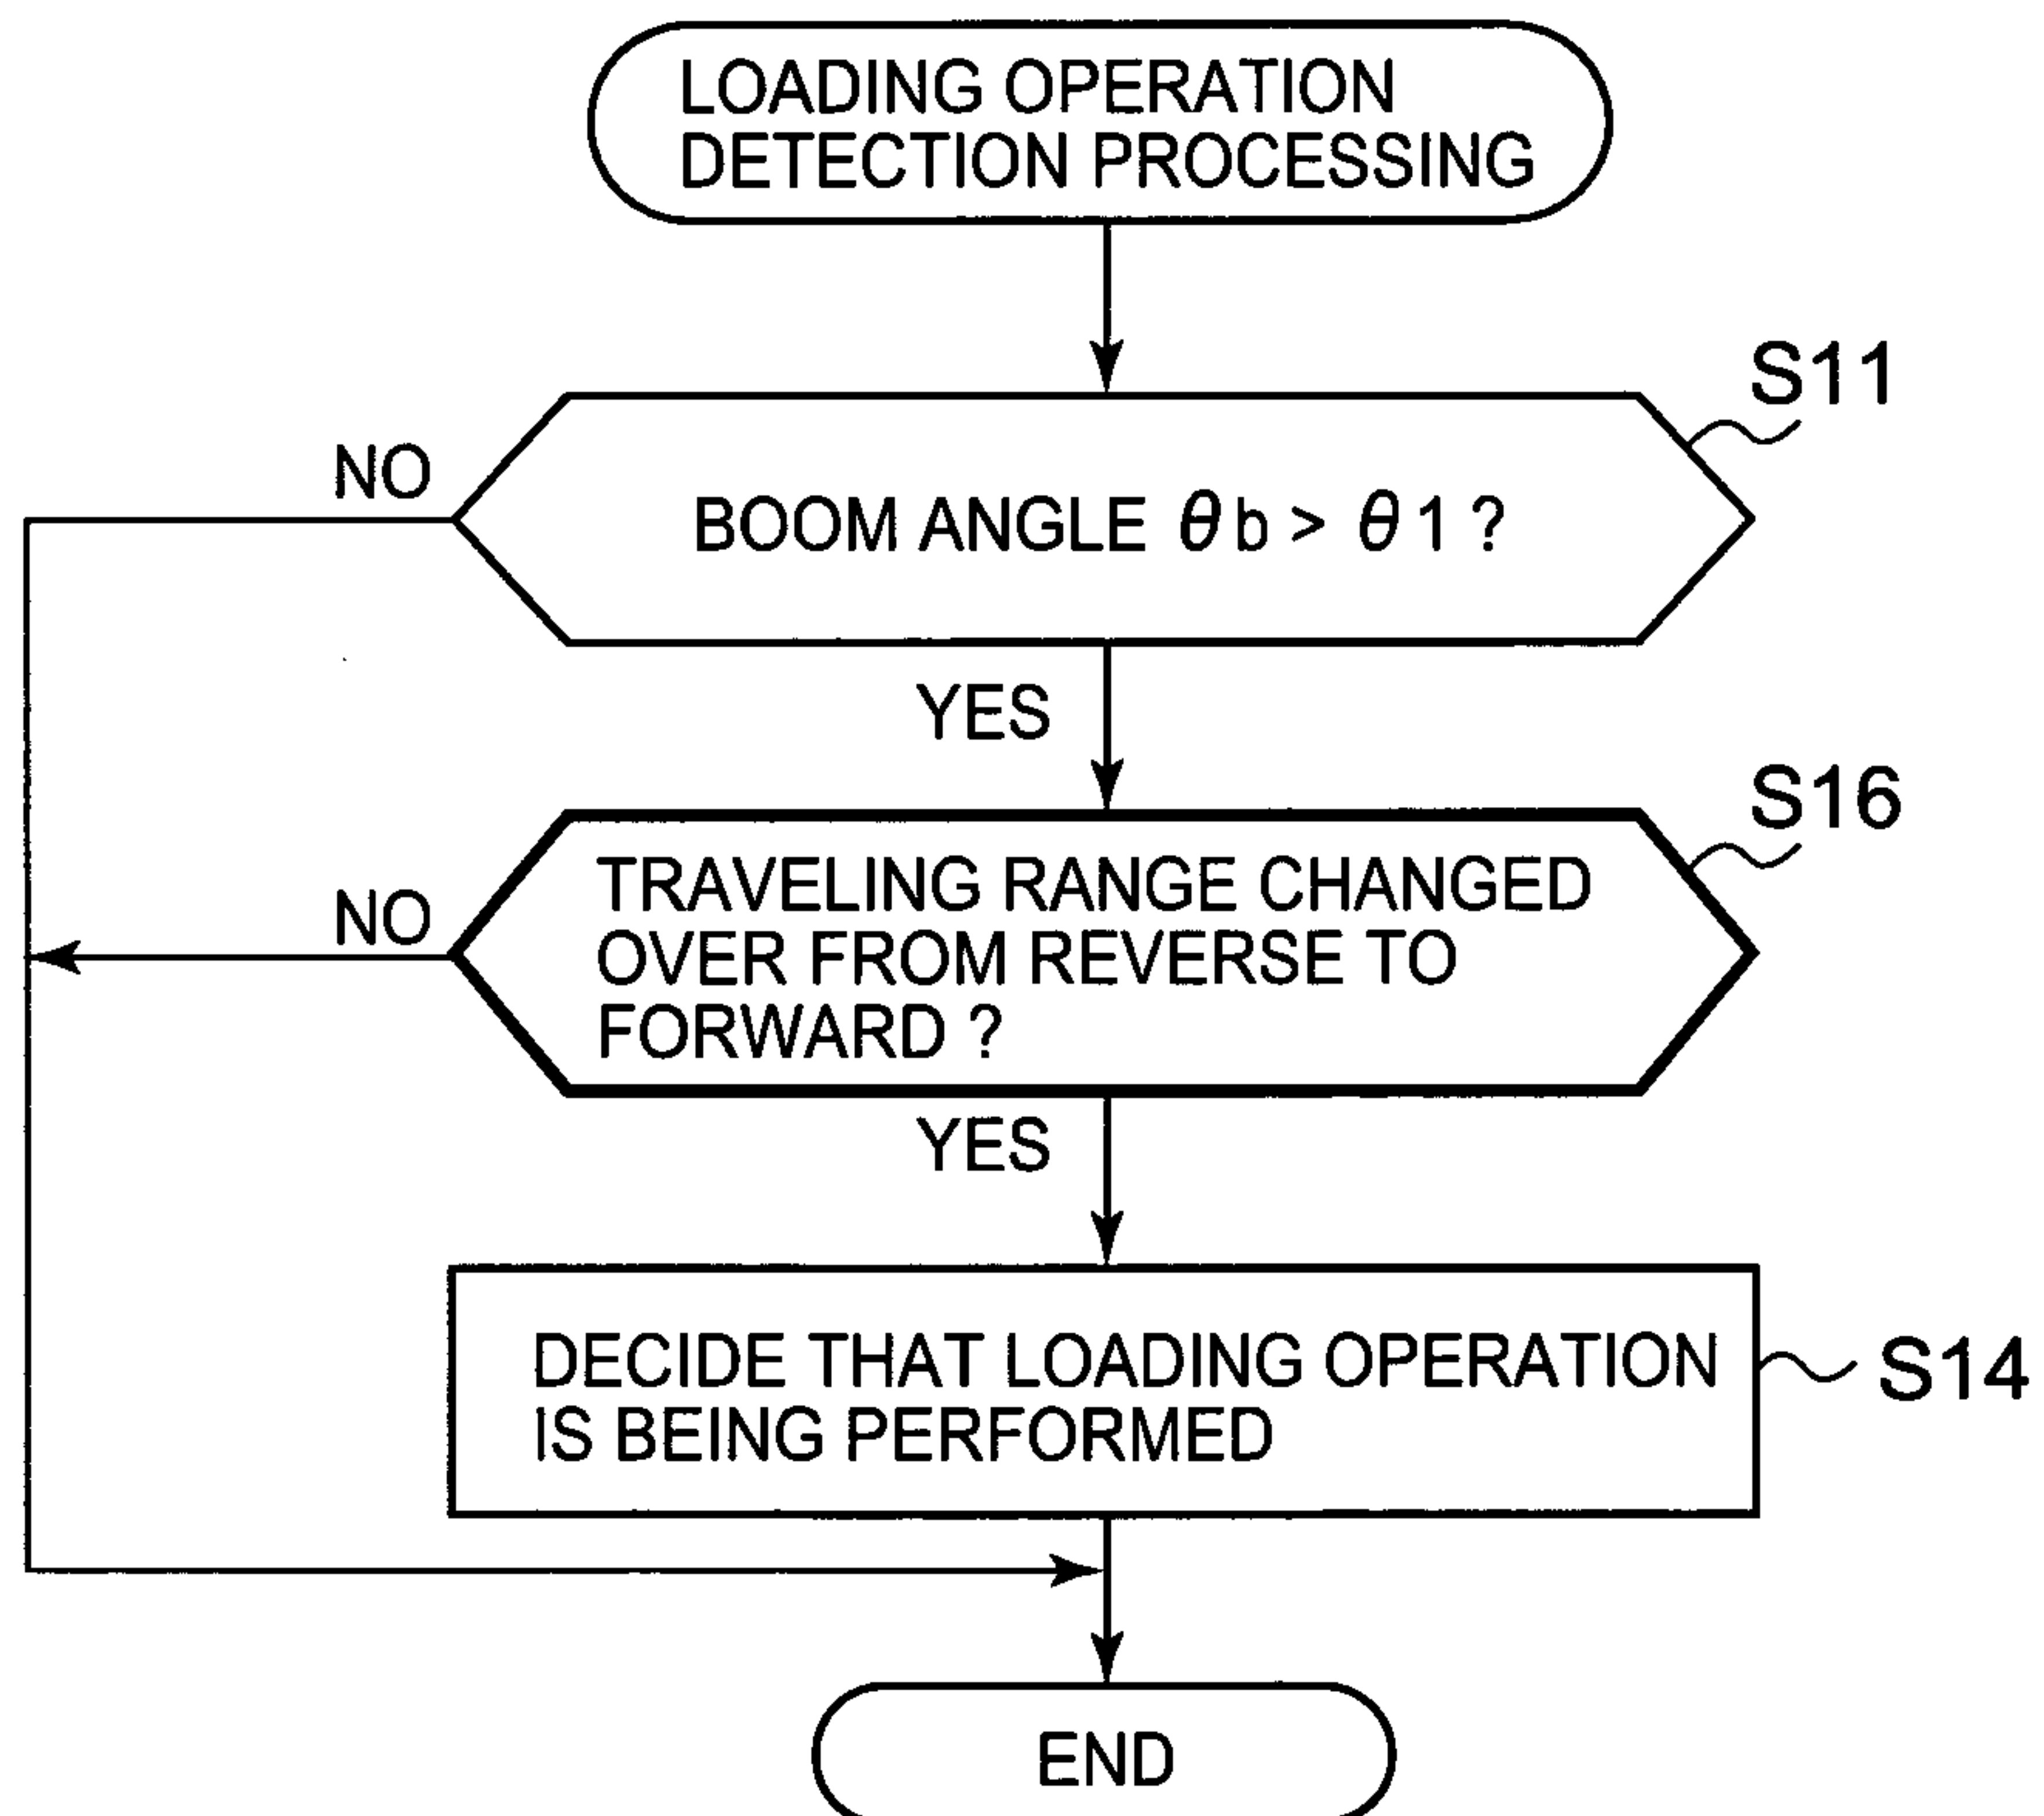 LOADING OPERATION
DETECTION PROCESSING
S11
NO
BOOM ANGLE θb > θ1 ?
YES
S16
NO
TRAVELING RANGE CHANGED
OVER FROM REVERSE TO
FORWARD ?
YES
DECIDE THAT LOADING OPERATION
IS BEING PERFORMED
S14
END